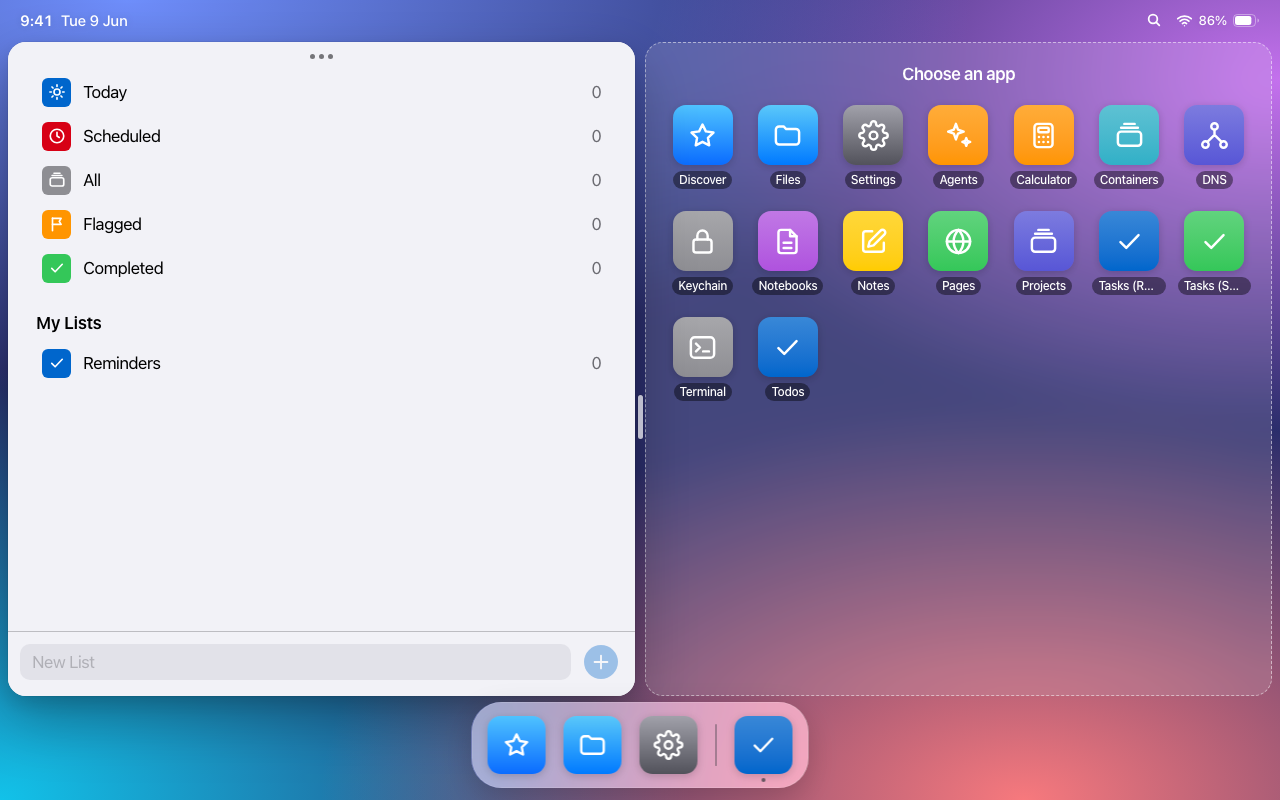 9:41 Tue 9 Jun
86%
Today 0
Scheduled 0
All 0
Flagged 0
Completed 0
My Lists
Reminders 0
New List
Choose an app
Discover Files Settings Agents Calculator Containers DNS
Keychain Notebooks Notes Pages Projects Tasks (R... Tasks (S...
Terminal Todos